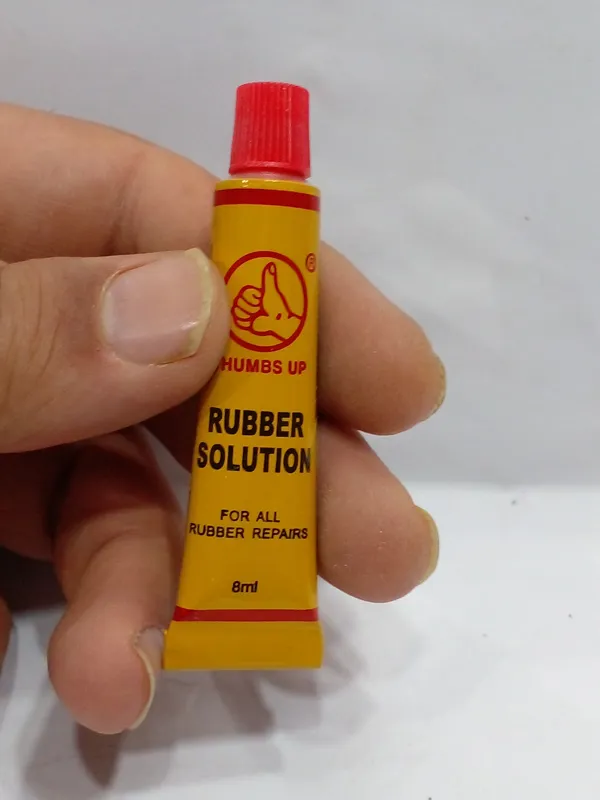 ®
HUMBS UP
RUBBER
SOLUTION
FOR ALL
RUBBER REPAIRS
8ml